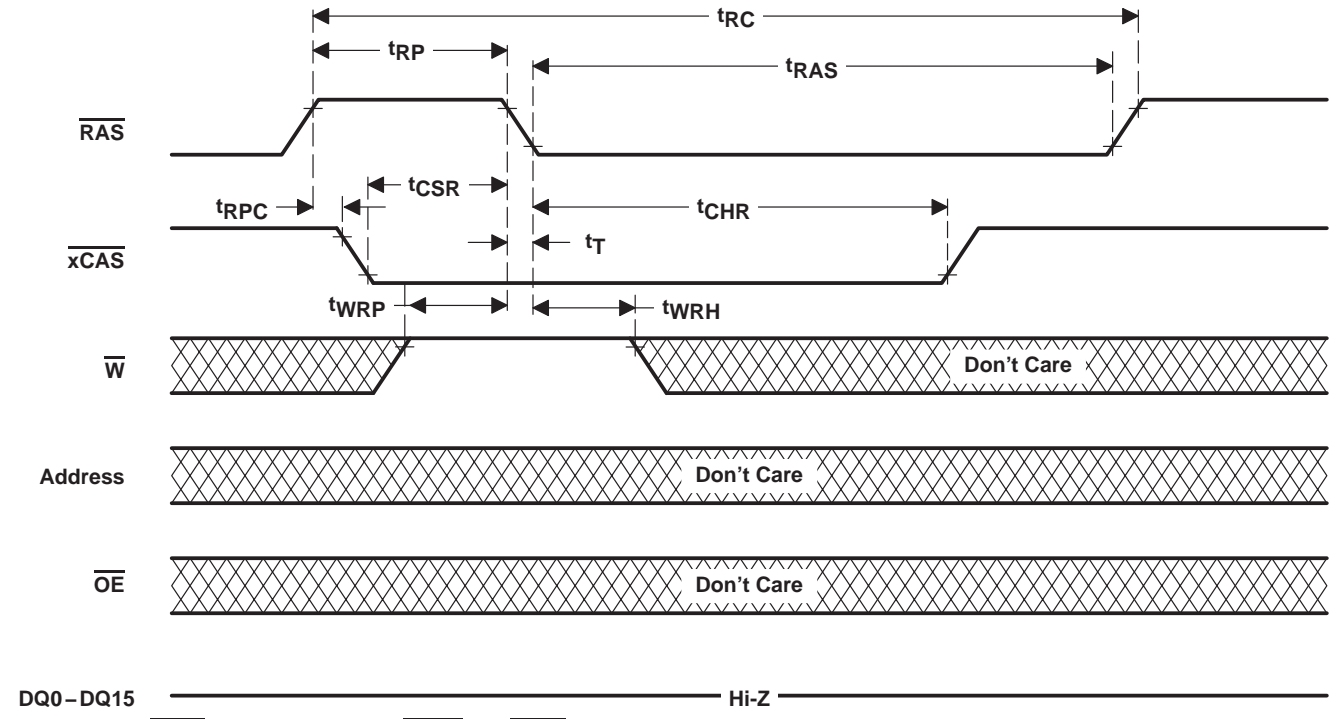 tRC
tRP
tRAS
RAS
tCSR
tRPC
tCHR
xCAS
tT
tWRP
tWRH
W
Don't Care
Address
Don't Care
OE
Don't Care
DQ0–DQ15
Hi-Z